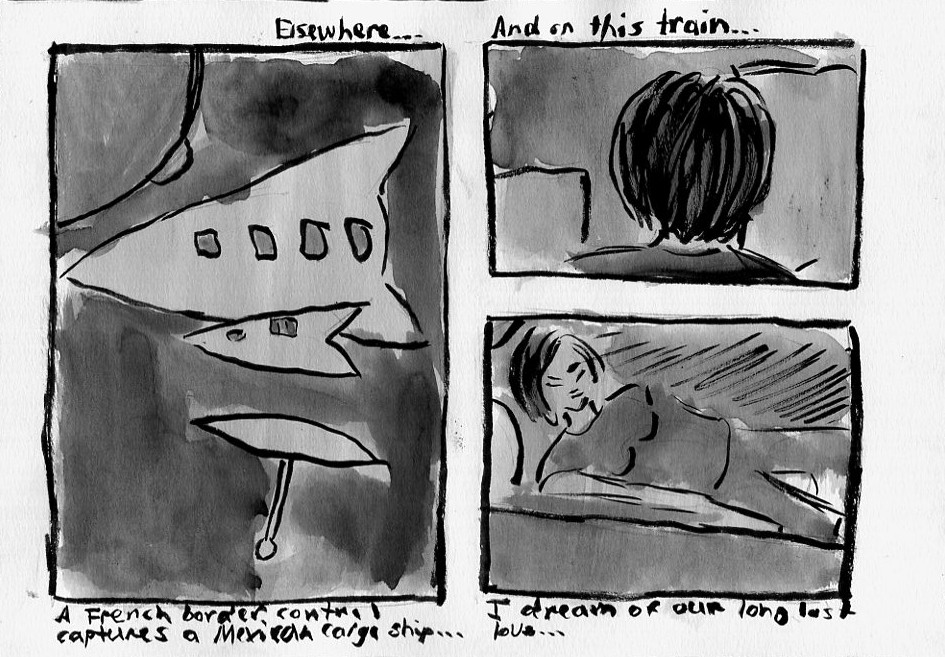 Elsewhere...
A French border control
captures a Mexican cargo ship...
And on this train...
I dream of our long lost
love...